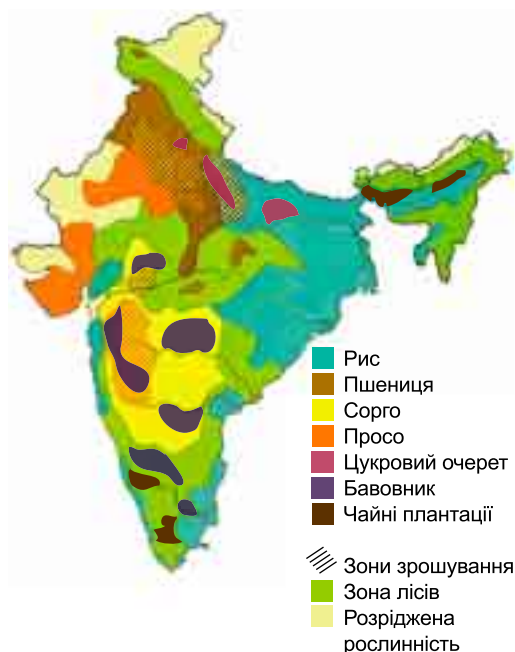 Рис
Пшениця
Сорго
Просо
Цукровий очерет
Бавовник
Чайні плантації
Зони зрошування
Зона лісів
Розріджена
рослинність